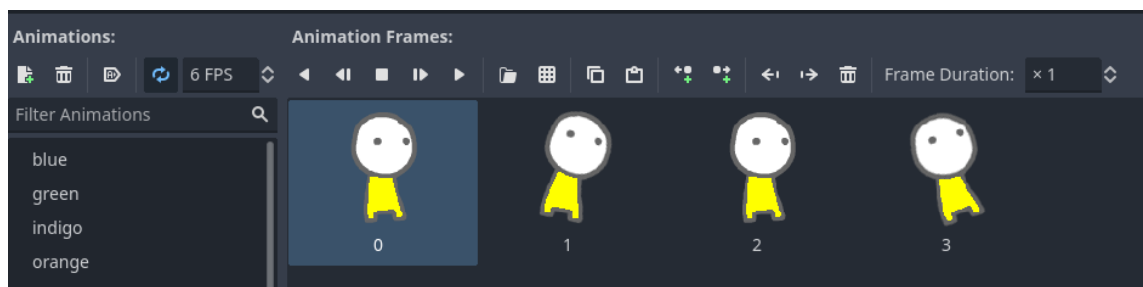 Animations:
Animation Frames:
6 FPS
Frame Duration: × 1
Filter Animations
blue
green
indigo
orange
0
1
2
3